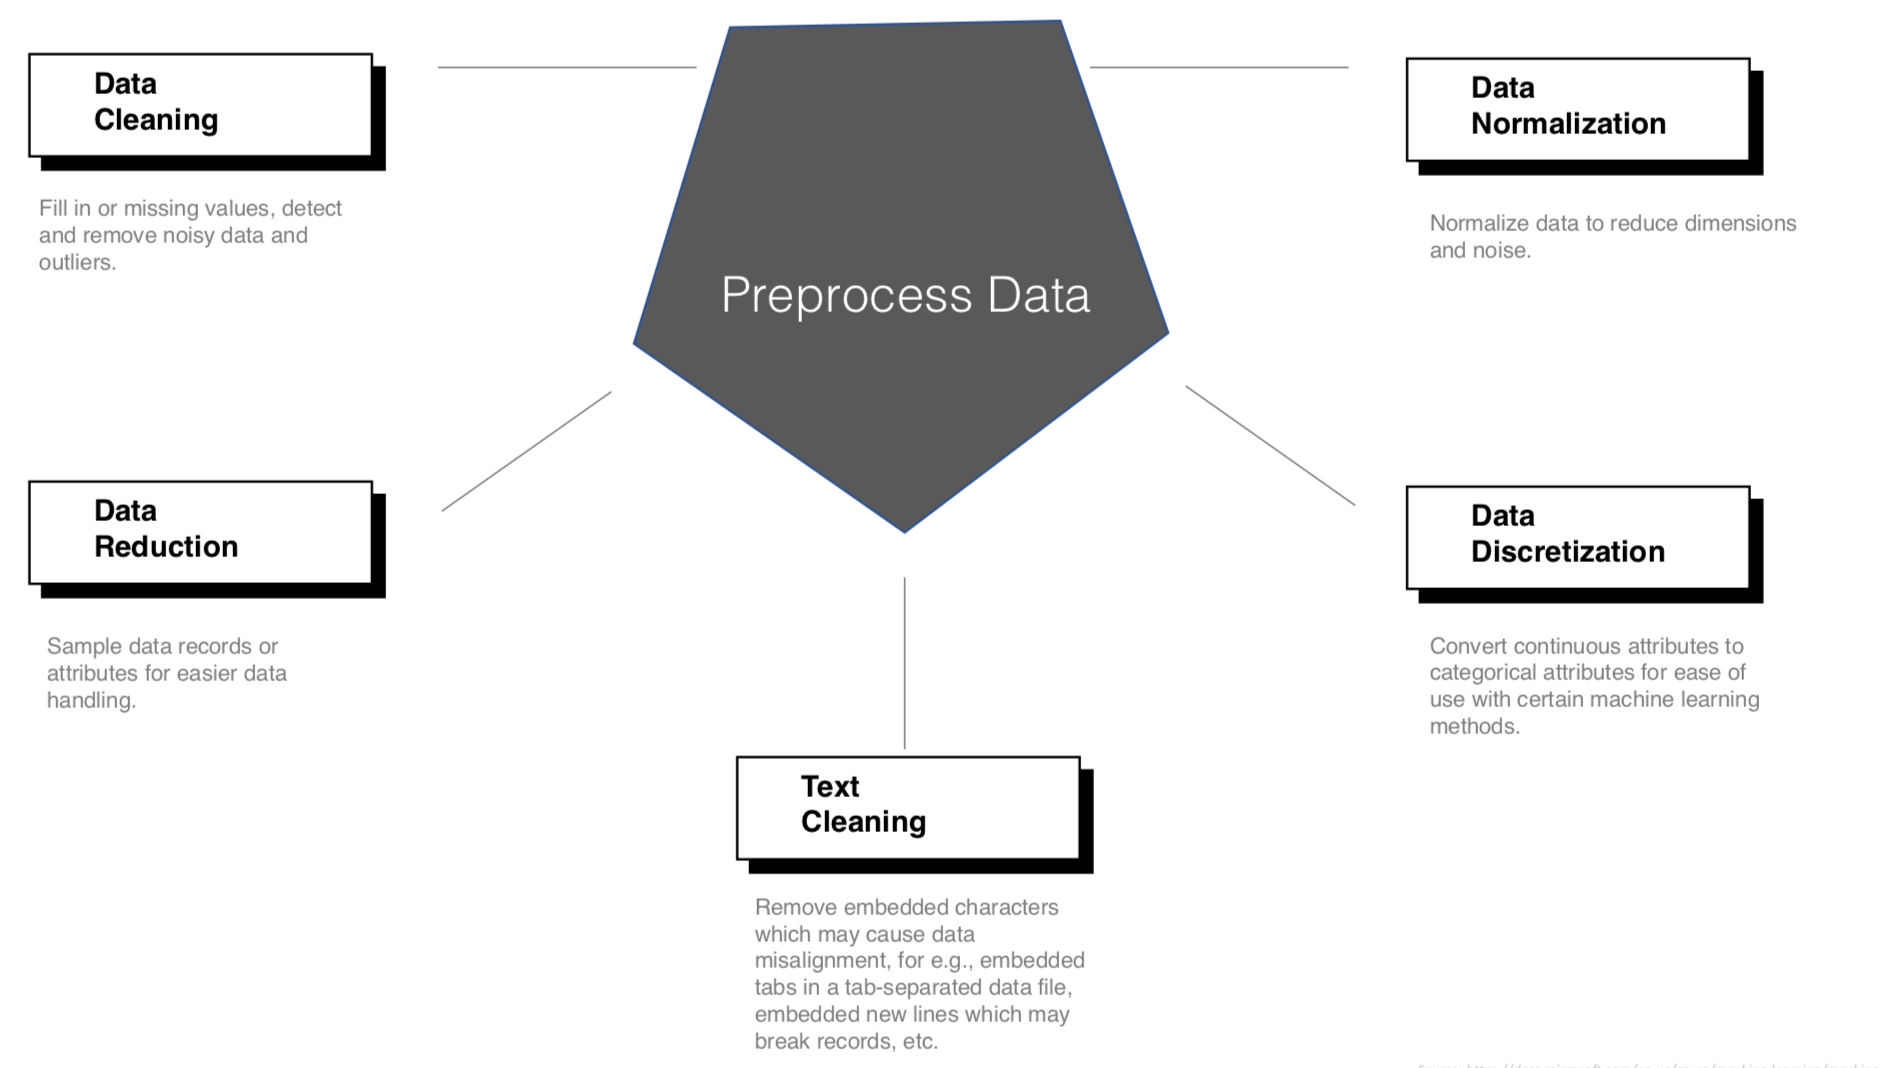 Data
Cleaning
Fill in or missing values, detect
and remove noisy data and
outliers.
Preprocess Data
Data
Normalization
Normalize data to reduce dimensions
and noise.
Data
Reduction
Sample data records or
attributes for easier data
handling.
Data
Discretization
Convert continuous attributes to
categorical attributes for ease of
use with certain machine learning
methods.
Text
Cleaning
Remove embedded characters
which may cause data
misalignment, for e.g., embedded
tabs in a tab-separated data file,
embedded new lines which may
break records, etc.